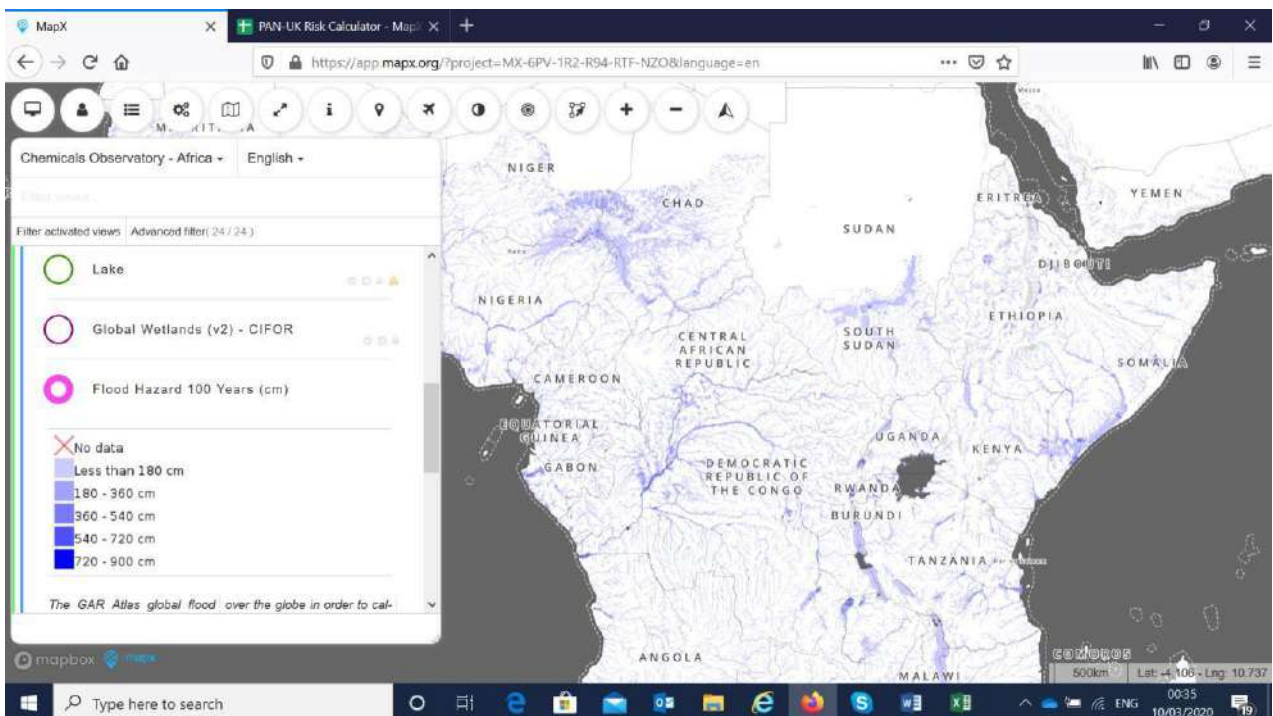 MapX
PAN-UK Risk Calculator - Map
https://app.mapx.org/?project=MX-6PV-1R2-R94-RTF-NZO&language=en
Chemicals Observatory - Africa
English
Filter activated views
Advanced filter( 24 / 24 )
Lake
Global Wetlands (v2) - CIFOR
Flood Hazard 100 Years (cm)
No data
Less than 180 cm
180 - 360 cm
360 - 540 cm
540 - 720 cm
720 - 900 cm
The GAR Atlas global flood over the globe in order to cal-
mapbox
mapx
NIGER
CHAD
SUDAN
ERITREA
YEMEN
DJIBOUTI
NIGERIA
ETHIOPIA
CENTRAL
AFRICAN
REPUBLIC
SOUTH
SUDAN
SOMALIA
CAMEROON
EQUATORIAL
GUINEA
UGANDA
KENYA
GABON
DEMOCRATIC
REPUBLIC OF
THE CONGO
RWANDA
BURUNDI
TANZANIA
ANGOLA
MALAWI
COMOROS
500km
Lat: -4.106 - Lng: 10.737
Type here to search
ENG
00:35
10/03/2020
19